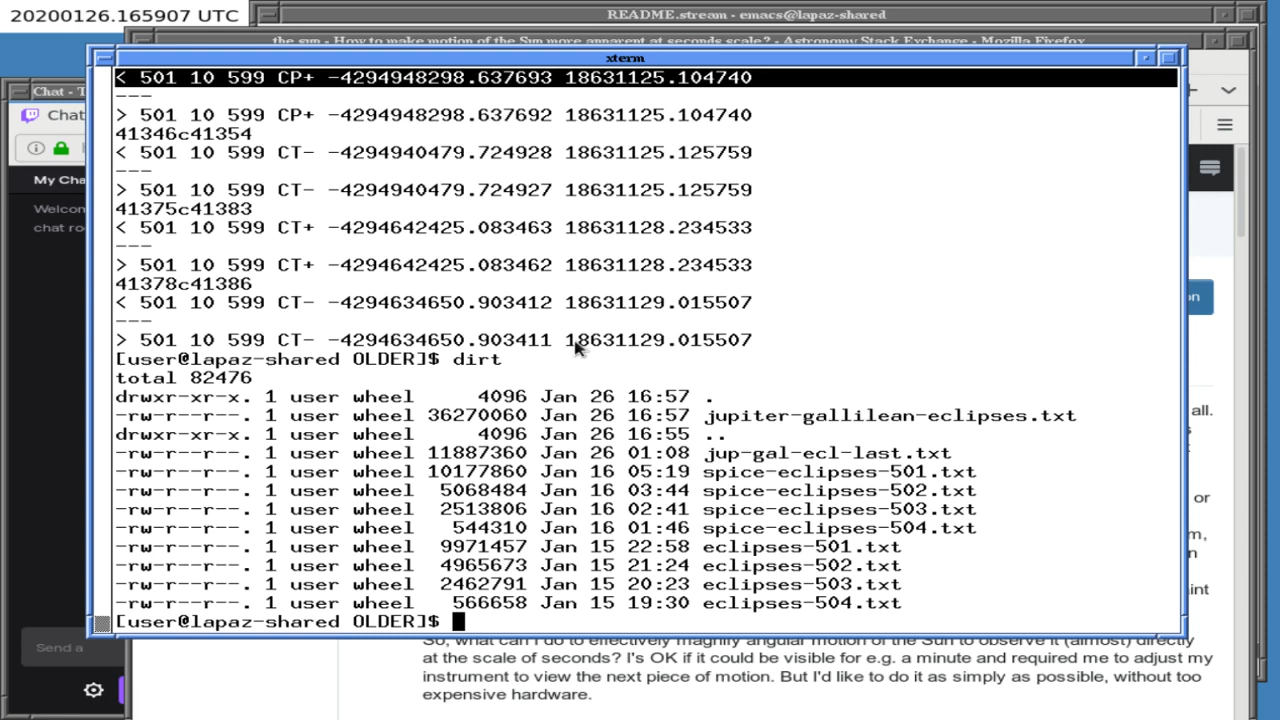 20200126.165907 UTC
README.stream - emacs@lapaz-shared
the sun - How to make motion of the Sun more apparent at seconds scale? - Astronomy Stack Exchange - Mozilla Firefox
xterm
Chat - T
Chat
My Cha
Welcon
chat ro
Send a
< 501 10 599 CP+ -4294948298.637693 18631125.104740
---
> 501 10 599 CP+ -4294948298.637692 18631125.104740
41346c41354
< 501 10 599 CT- -4294940479.724928 18631125.125759
---
> 501 10 599 CT- -4294940479.724927 18631125.125759
41375c41383
< 501 10 599 CT+ -4294642425.083463 18631128.234533
---
> 501 10 599 CT+ -4294642425.083462 18631128.234533
41378c41386
< 501 10 599 CT- -4294634650.903412 18631129.015507
---
> 501 10 599 CT- -4294634650.903411 18631129.015507
[user@lapaz-shared OLDER]$ dirt
total 82476
drwxr-xr-x. 1 user wheel     4096 Jan 26 16:57 .
-rw-r--r--. 1 user wheel 36270060 Jan 26 16:57 jupiter-gallilean-eclipses.txt
drwxr-xr-x. 1 user wheel     4096 Jan 26 16:55 ..
-rw-r--r--. 1 user wheel 11887360 Jan 26 01:08 jup-gal-ecl-last.txt
-rw-r--r--. 1 user wheel 10177860 Jan 16 05:19 spice-eclipses-501.txt
-rw-r--r--. 1 user wheel  5068484 Jan 16 03:44 spice-eclipses-502.txt
-rw-r--r--. 1 user wheel  2513806 Jan 16 02:41 spice-eclipses-503.txt
-rw-r--r--. 1 user wheel   544310 Jan 16 01:46 spice-eclipses-504.txt
-rw-r--r--. 1 user wheel  9971457 Jan 15 22:58 eclipses-501.txt
-rw-r--r--. 1 user wheel  4965673 Jan 15 21:24 eclipses-502.txt
-rw-r--r--. 1 user wheel  2462791 Jan 15 20:23 eclipses-503.txt
-rw-r--r--. 1 user wheel   566658 Jan 15 19:30 eclipses-504.txt
[user@lapaz-shared OLDER]$
on
all.
or
m,
n
int
So, what can I do to effectively magnify angular motion of the Sun to observe it (almost) directly
at the scale of seconds? I's OK if it could be visible for e.g. a minute and required me to adjust my
instrument to view the next piece of motion. But I'd like to do it as simply as possible, without too
expensive hardware.